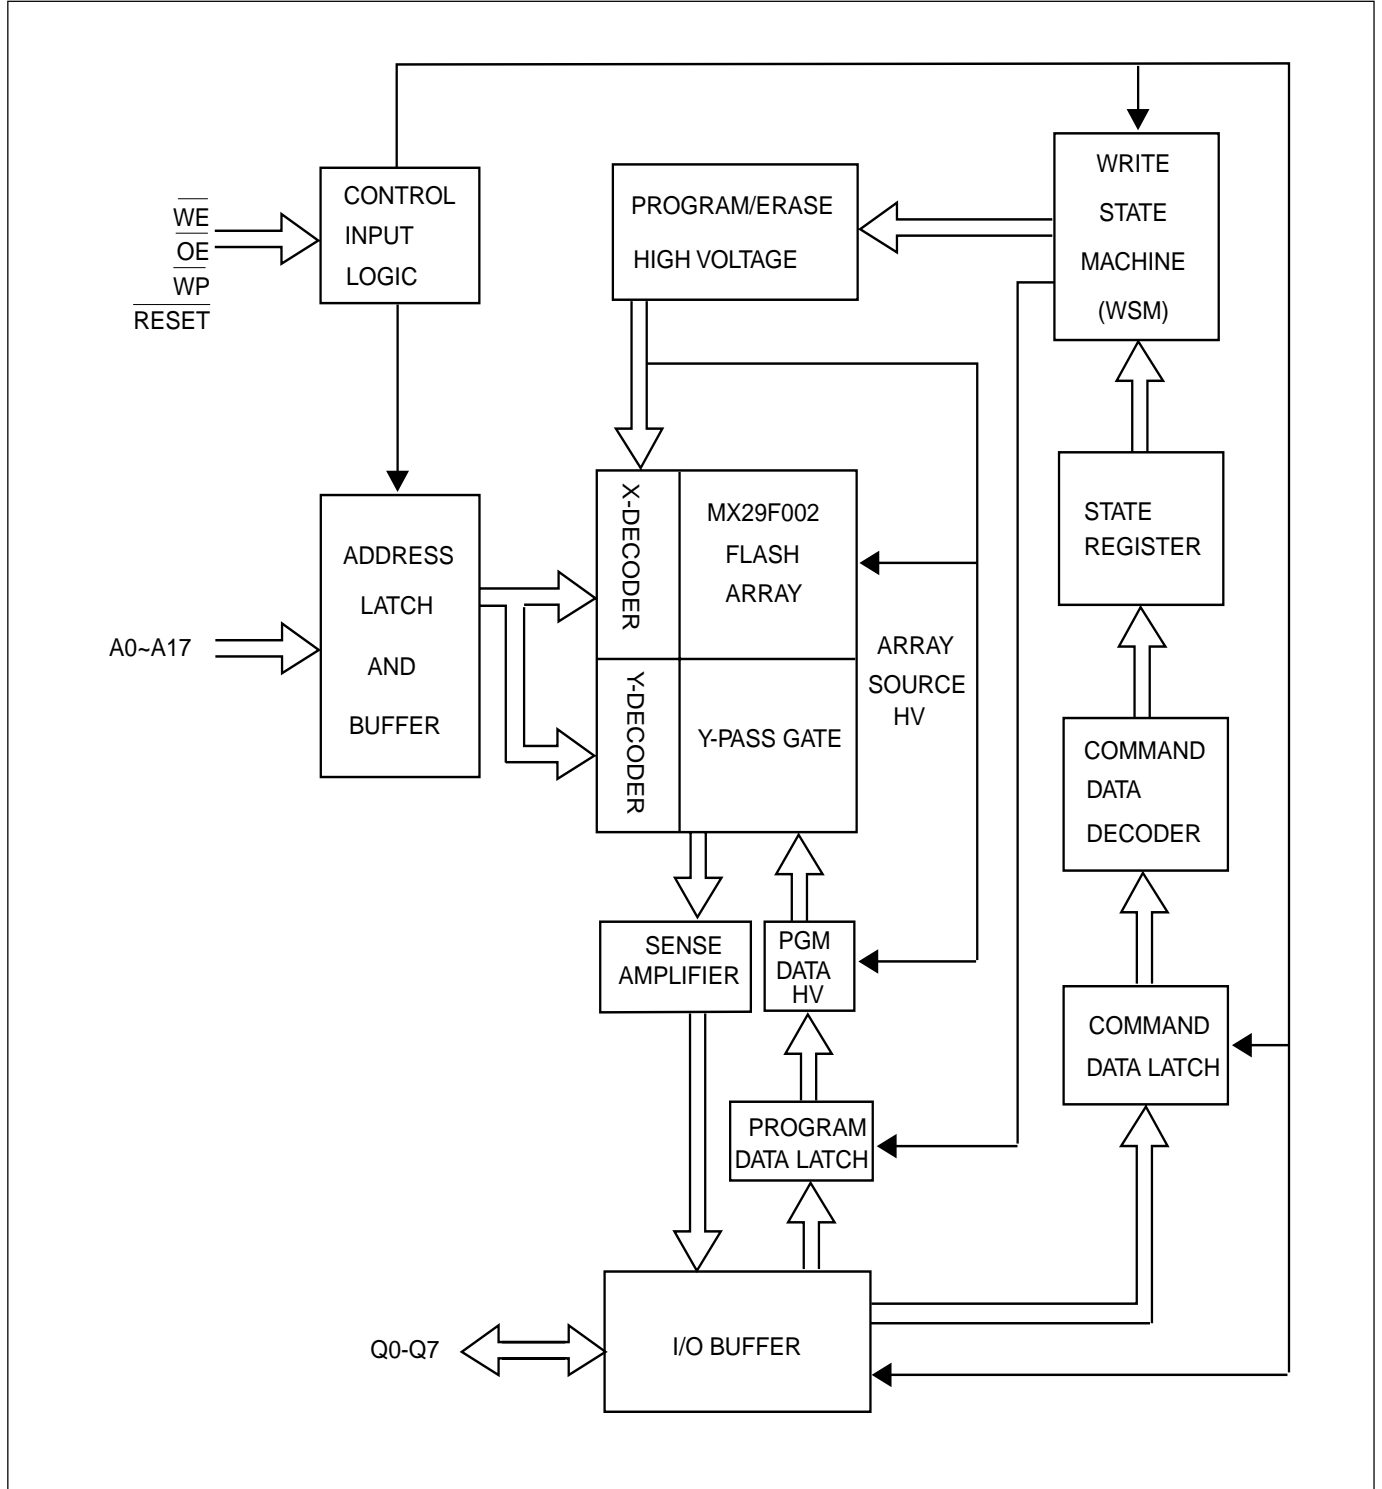 WRITE
STATE
MACHINE
(WSM)
CONTROL
INPUT
LOGIC
PROGRAM/ERASE
HIGH VOLTAGE
WE
OE
WP
RESET
X-DECODER
MX29F002
FLASH
ARRAY
STATE
REGISTER
ADDRESS
LATCH
AND
BUFFER
A0~A17
ARRAY
SOURCE
HV
Y-DECODER
Y-PASS GATE
COMMAND
DATA
DECODER
SENSE
AMPLIFIER
PGM
DATA
HV
COMMAND
DATA LATCH
PROGRAM
DATA LATCH
Q0-Q7
I/O BUFFER